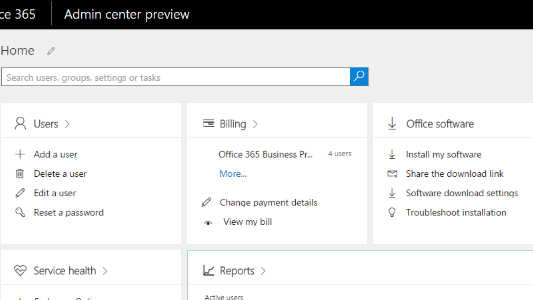 ce 365 Admin center preview
Home
Search users, groups, settings or tasks
Users
Add a user
Delete a user
Edit a user
Reset a password
Billing
Office 365 Business Pr... 4 users
More...
Change payment details
View my bill
Office software
Install my software
Share the download link
Software download settings
Troubleshoot installation
Service health
Reports
Active users